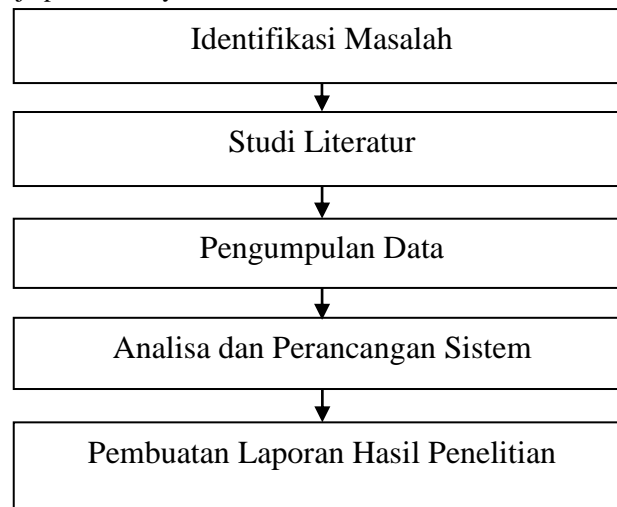 Identifikasi Masalah
Studi Literatur
Pengumpulan Data
Analisa dan Perancangan Sistem
Pembuatan Laporan Hasil Penelitian